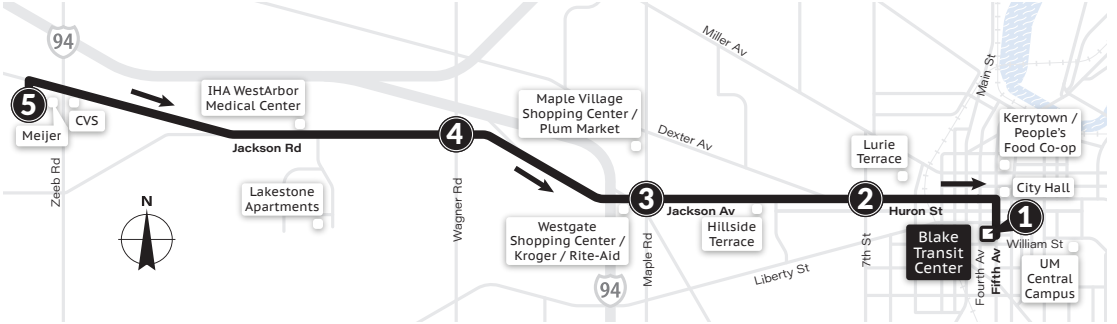 94
5
Meijer
CVS
Zeeb Rd
IHA WestArbor
Medical Center
Jackson Rd
Lakestone
Apartments
N
4
Wagner Rd
Maple Village
Shopping Center /
Plum Market
Miller Av
Dexter Av
3
Jackson Av
Westgate
Shopping Center /
Kroger / Rite-Aid
Maple Rd
94
Hillside
Terrace
Liberty St
Lurie
Terrace
2
Huron St
7th St
Main St
Kerrytown /
People's
Food Co-op
City Hall
1
Blake
Transit
Center
William St
Fourth Av
Fifth Av
UM
Central
Campus